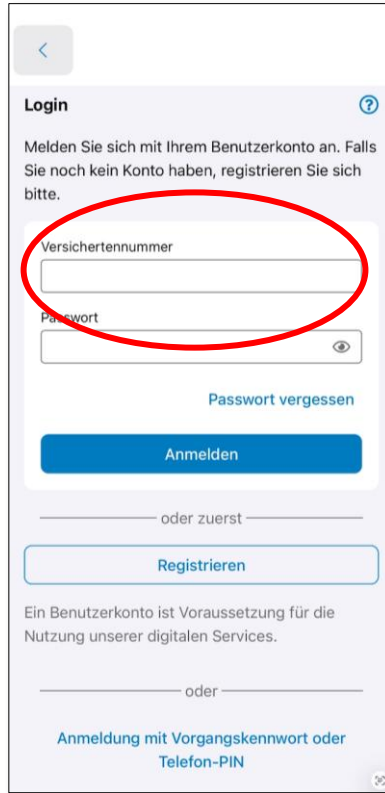 Login
Melden Sie sich mit Ihrem Benutzerkonto an. Falls
Sie noch kein Konto haben, registrieren Sie sich
bitte.
Versichertennummer
Passwort
Passwort vergessen
Anmelden
oder zuerst
Registrieren
Ein Benutzerkonto ist Voraussetzung für die
Nutzung unserer digitalen Services.
oder
Anmeldung mit Vorgangskennwort oder
Telefon-PIN